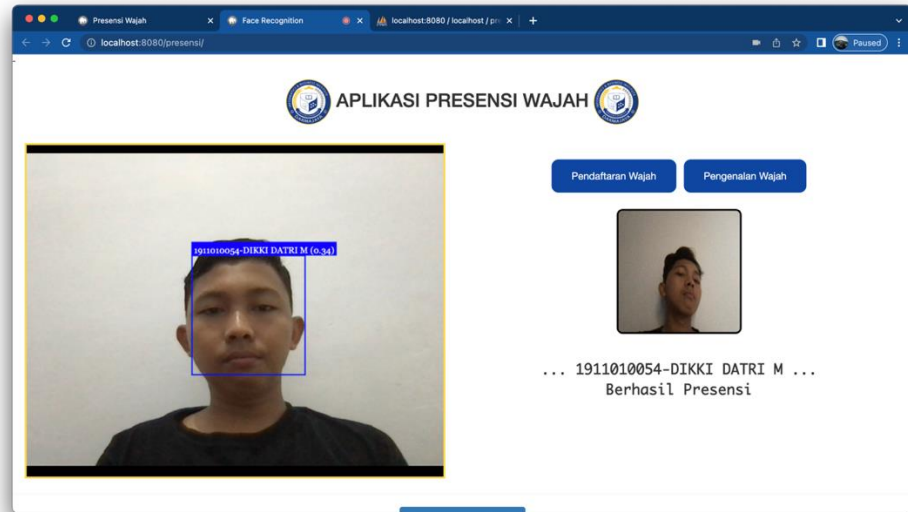 Presensi Wajah
Face Recognition
localhost:8080 / localhost / pr
localhost:8080/presensi/
Paused
APLIKASI PRESENSI WAJAH
1911010054-DIKKI DATRI M (0.34)
Pendaftaran Wajah
Pengenalan Wajah
... 1911010054-DIKKI DATRI M ...
Berhasil Presensi